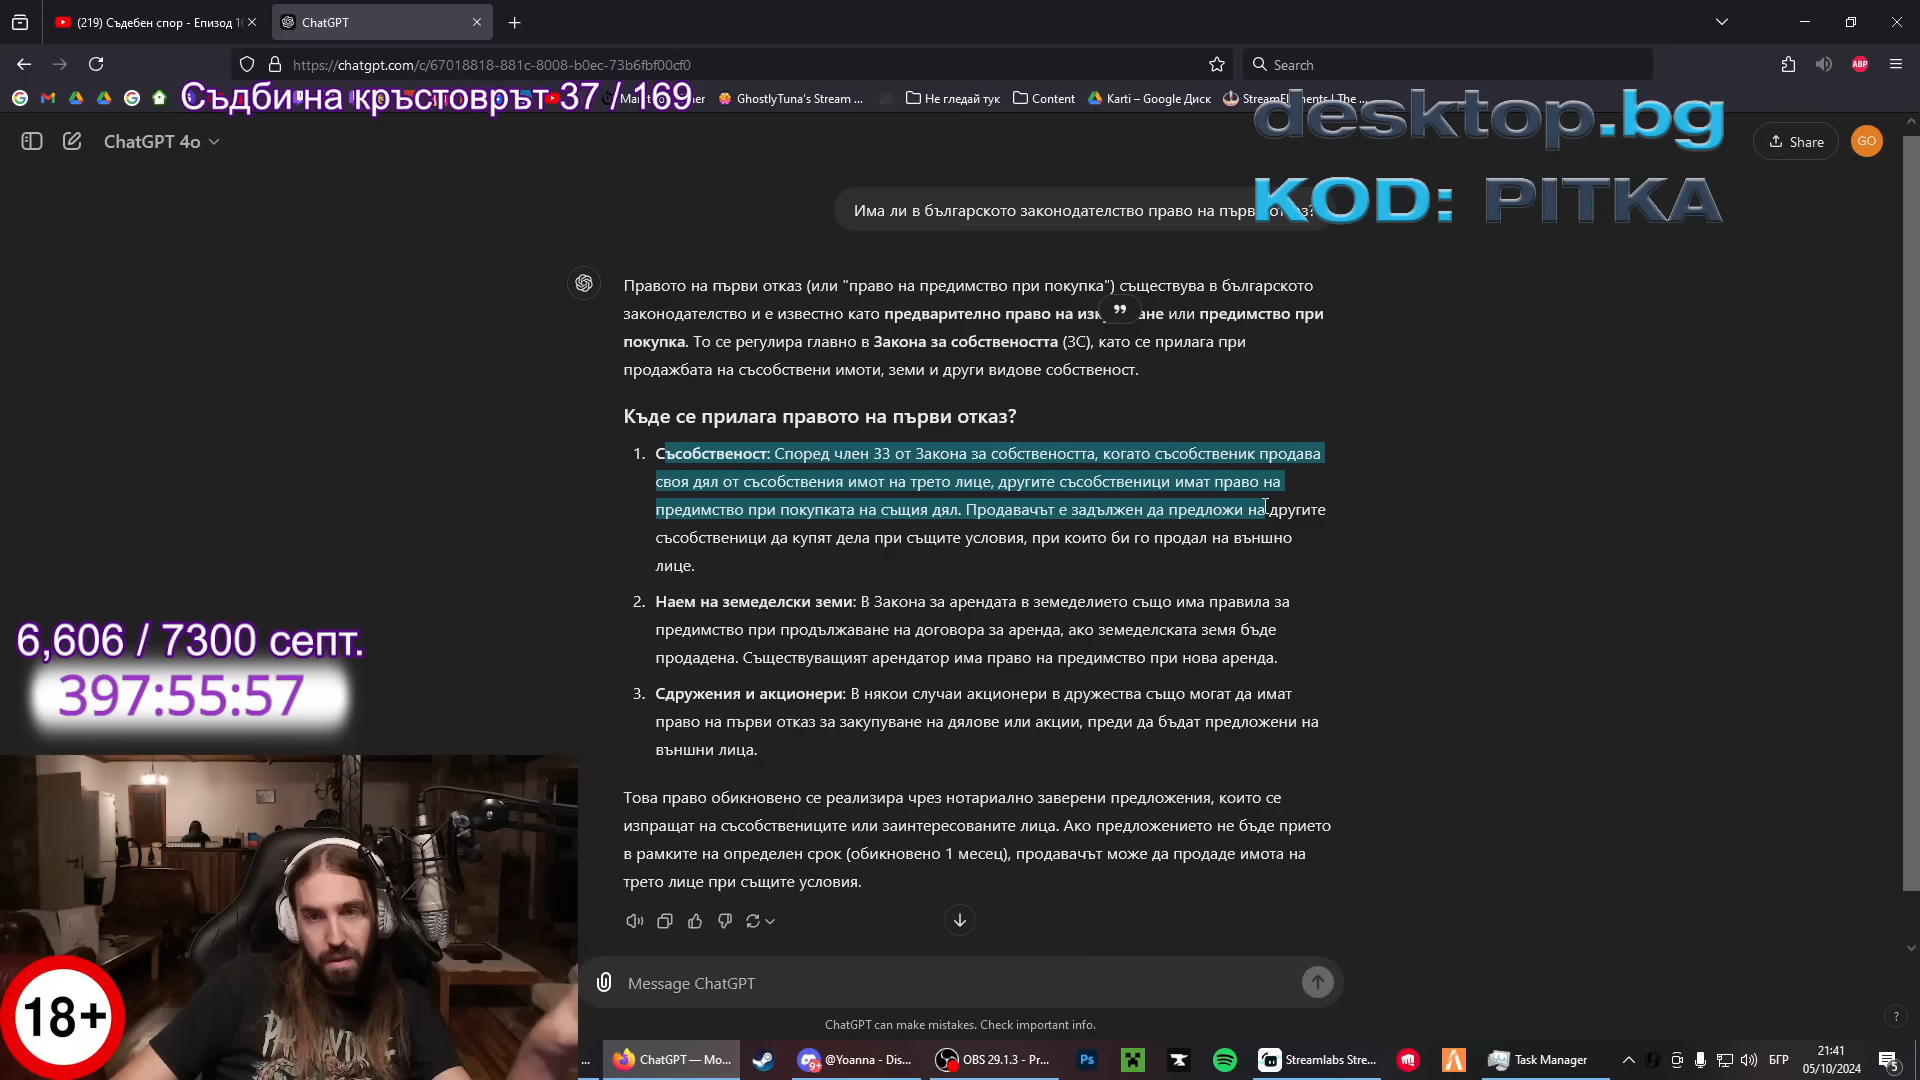 (219) Съдебен спор - Епизод 10
ChatGPT
https://chatgpt.com/c/67018818-881c-8008-b0ec-73b6fbf00cf0
Search
Съдби на кръстоврът 37 / 169
GhostlyTuna's Stream ...
Не гледай тук
Content
Karti – Google Диск
StreamElements | The ...
desktop.bg
KOD: PITKA
ChatGPT 4o
Share
GO
Има ли в българското законодателство право на първи отказ?
Правото на първи отказ (или "право на предимство при покупка") съществува в българското
законодателство и е известно като предварително право на изкупуване или предимство при
покупка. То се регулира главно в Закона за собствеността (ЗС), като се прилага при
продажбата на съсобствени имоти, земи и други видове собственост.
Къде се прилага правото на първи отказ?
1. Съсобственост: Според член 33 от Закона за собствеността, когато съсобственик продава
своя дял от съсобствения имот на трето лице, другите съсобственици имат право на
предимство при покупката на същия дял. Продавачът е задължен да предложи на другите
съсобственици да купят дела при същите условия, при които би го продал на външно
лице.
2. Наем на земеделски земи: В Закона за арендата в земеделието също има правила за
предимство при продължаване на договора за аренда, ако земеделската земя бъде
продадена. Съществуващият арендатор има право на предимство при нова аренда.
3. Сдружения и акционери: В някои случаи акционери в дружества също могат да имат
право на първи отказ за закупуване на дялове или акции, преди да бъдат предложени на
външни лица.
Това право обикновено се реализира чрез нотариално заверени предложения, които се
изпращат на съсобствениците или заинтересованите лица. Ако предложението не бъде прието
в рамките на определен срок (обикновено 1 месец), продавачът може да продаде имота на
трето лице при същите условия.
6,606 / 7300 септ.
397:55:57
18+
Message ChatGPT
ChatGPT can make mistakes. Check important info.
?
ChatGPT — Mo...
@Yoanna - Dis...
OBS 29.1.3 - Pr...
Streamlabs Stre...
Task Manager
БГР
21:41
05/10/2024
5